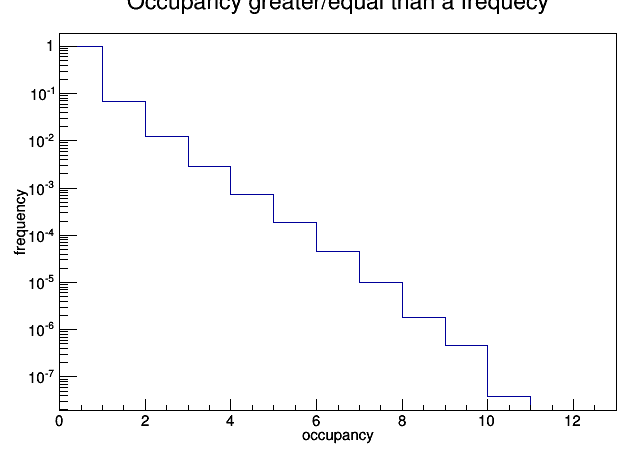 Occupancy greater/equal than a frequecy
frequency
1
10⁻¹
10⁻²
10⁻³
10⁻⁴
10⁻⁵
10⁻⁶
10⁻⁷
0 2 4 6 8 10 12
occupancy